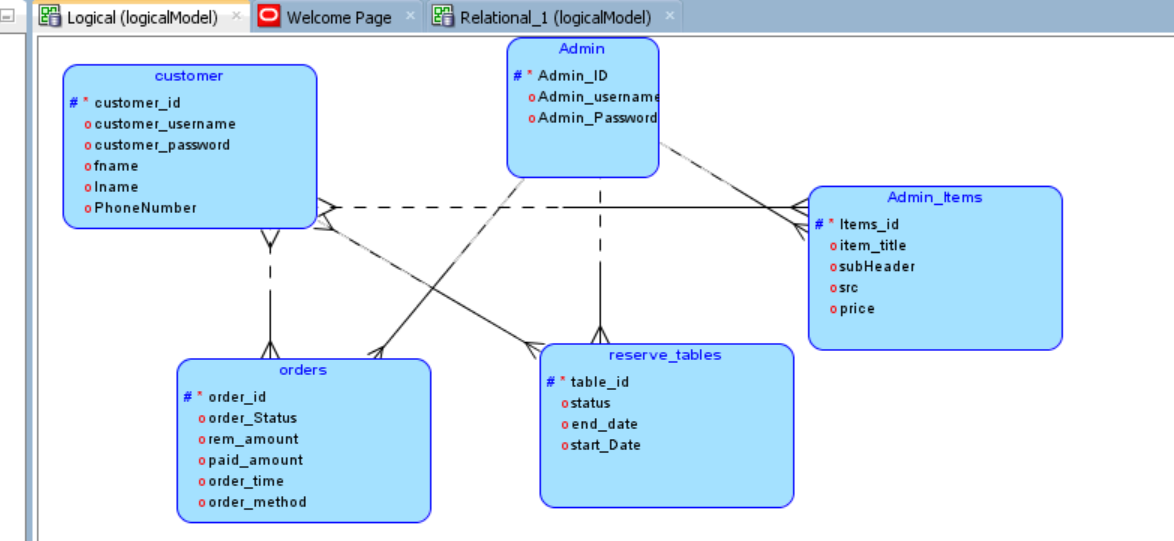 Logical (logicalModel)
Welcome Page
Relational_1 (logicalModel)
customer
# * customer_id
o customer_username
o customer_password
o fname
o lname
o PhoneNumber
Admin
# * Admin_ID
o Admin_username
o Admin_Password
Admin_Items
# * Items_id
o item_title
o subHeader
o src
o price
orders
# * order_id
o order_Status
o rem_amount
o paid_amount
o order_time
o order_method
reserve_tables
# * table_id
o status
o end_date
o start_Date